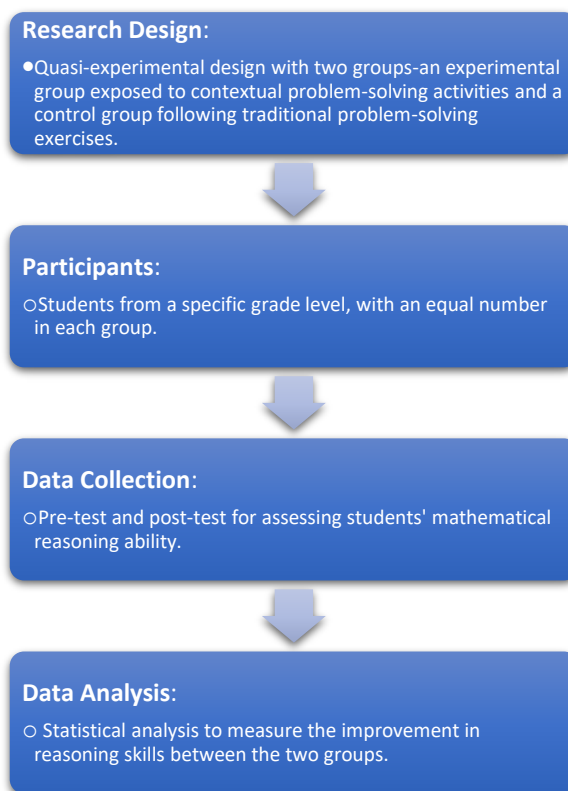 Research Design:
•Quasi-experimental design with two groups-an experimental
group exposed to contextual problem-solving activities and a
control group following traditional problem-solving
exercises.
Participants:
○Students from a specific grade level, with an equal number
in each group.
Data Collection:
○Pre-test and post-test for assessing students' mathematical
reasoning ability.
Data Analysis:
○ Statistical analysis to measure the improvement in
reasoning skills between the two groups.